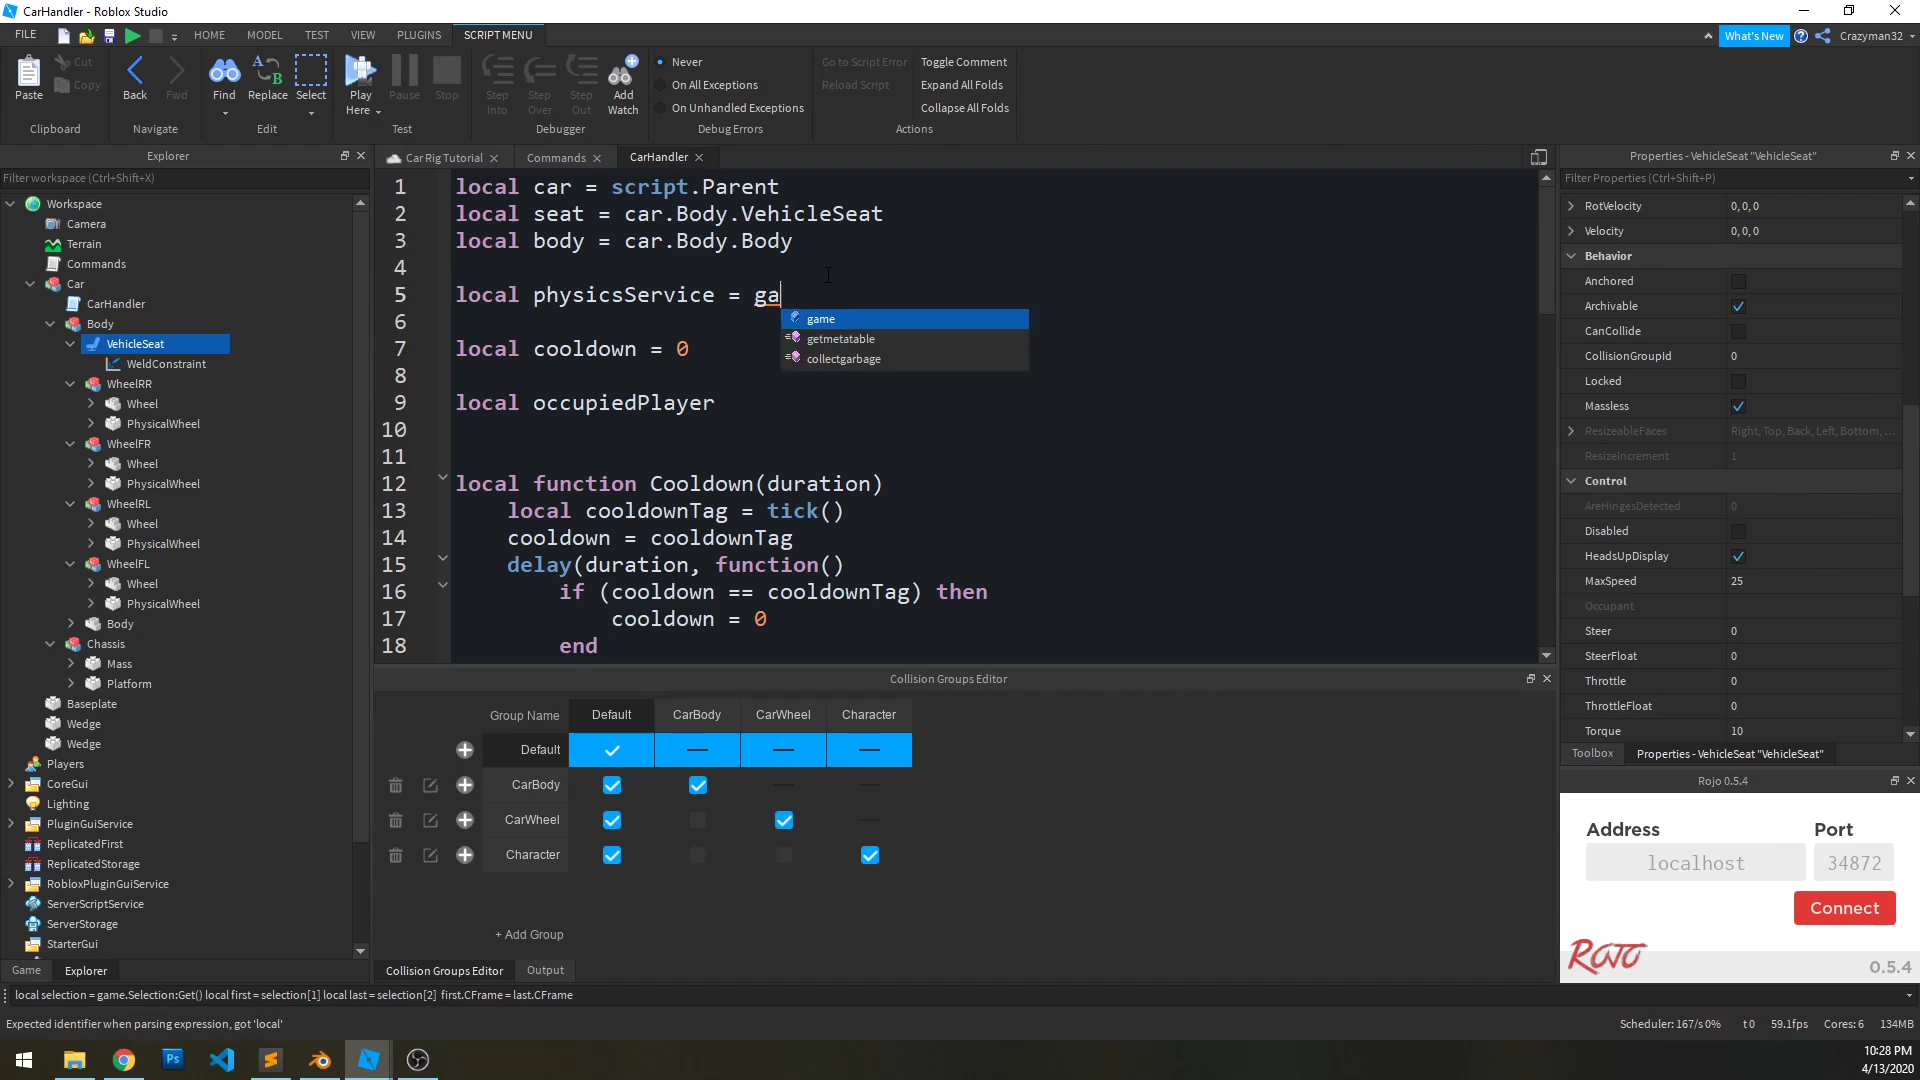 CarHandler - Roblox Studio
FILE
HOME
MODEL
TEST
VIEW
PLUGINS
SCRIPT MENU
What's New
Crazyman32
Paste
Cut
Copy
Clipboard
Back
Fwd
Navigate
Find
Replace
Select
Edit
Play Here
Pause
Stop
Test
Step Into
Step Over
Step Out
Add Watch
Debugger
Never
On All Exceptions
On Unhandled Exceptions
Debug Errors
Go to Script Error
Reload Script
Toggle Comment
Expand All Folds
Collapse All Folds
Actions
Explorer
Filter workspace (Ctrl+Shift+X)
Workspace
Camera
Terrain
Commands
Car
CarHandler
Body
VehicleSeat
WeldConstraint
WheelRR
Wheel
PhysicalWheel
WheelFR
Wheel
PhysicalWheel
WheelRL
Wheel
PhysicalWheel
WheelFL
Wheel
PhysicalWheel
Body
Chassis
Mass
Platform
Baseplate
Wedge
Wedge
Players
CoreGui
Lighting
PluginGuiService
ReplicatedFirst
ReplicatedStorage
RobloxPluginGuiService
ServerScriptService
ServerStorage
StarterGui
Game
Explorer
Car Rig Tutorial
Commands
CarHandler
1 local car = script.Parent
2 local seat = car.Body.VehicleSeat
3 local body = car.Body.Body
4
5 local physicsService = ga
game
getmetatable
collectgarbage
6
7 local cooldown = 0
8
9 local occupiedPlayer
10
11
12 local function Cooldown(duration)
13 local cooldownTag = tick()
14 cooldown = cooldownTag
15 delay(duration, function()
16 if (cooldown == cooldownTag) then
17 cooldown = 0
18 end
Collision Groups Editor
Group Name Default CarBody CarWheel Character
Default
CarBody
CarWheel
Character
+ Add Group
Collision Groups Editor
Output
Properties - VehicleSeat "VehicleSeat"
Filter Properties (Ctrl+Shift+P)
RotVelocity 0, 0, 0
Velocity 0, 0, 0
Behavior
Anchored
Archivable
CanCollide
CollisionGroupId 0
Locked
Massless
ResizeableFaces Right, Top, Back, Left, Bottom, ...
ResizeIncrement 1
Control
AreHingesDetected 0
Disabled
HeadsUpDisplay
MaxSpeed 25
Occupant
Steer 0
SteerFloat 0
Throttle 0
ThrottleFloat 0
Torque 10
Toolbox
Properties - VehicleSeat "VehicleSeat"
Rojo 0.5.4
Address Port
localhost 34872
Connect
ROJO
0.5.4
local selection = game.Selection:Get() local first = selection[1] local last = selection[2] first.CFrame = last.CFrame
Expected identifier when parsing expression, got 'local'
Scheduler: 167/s 0% t 0 59.1fps Cores: 6 134MB
Ps
10:28 PM
4/13/2020